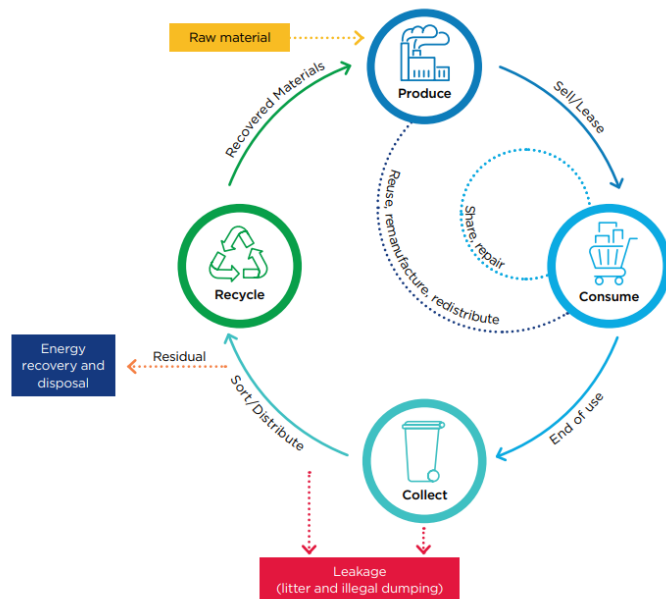 Raw material
Produce
Recovered Materials
Sell/Lease
Share, repair
Reuse, remanufacture, redistribute
Recycle
Consume
Energy
recovery and
disposal
Residual
Sort/Distribute
End of use
Collect
Leakage
(litter and illegal dumping)